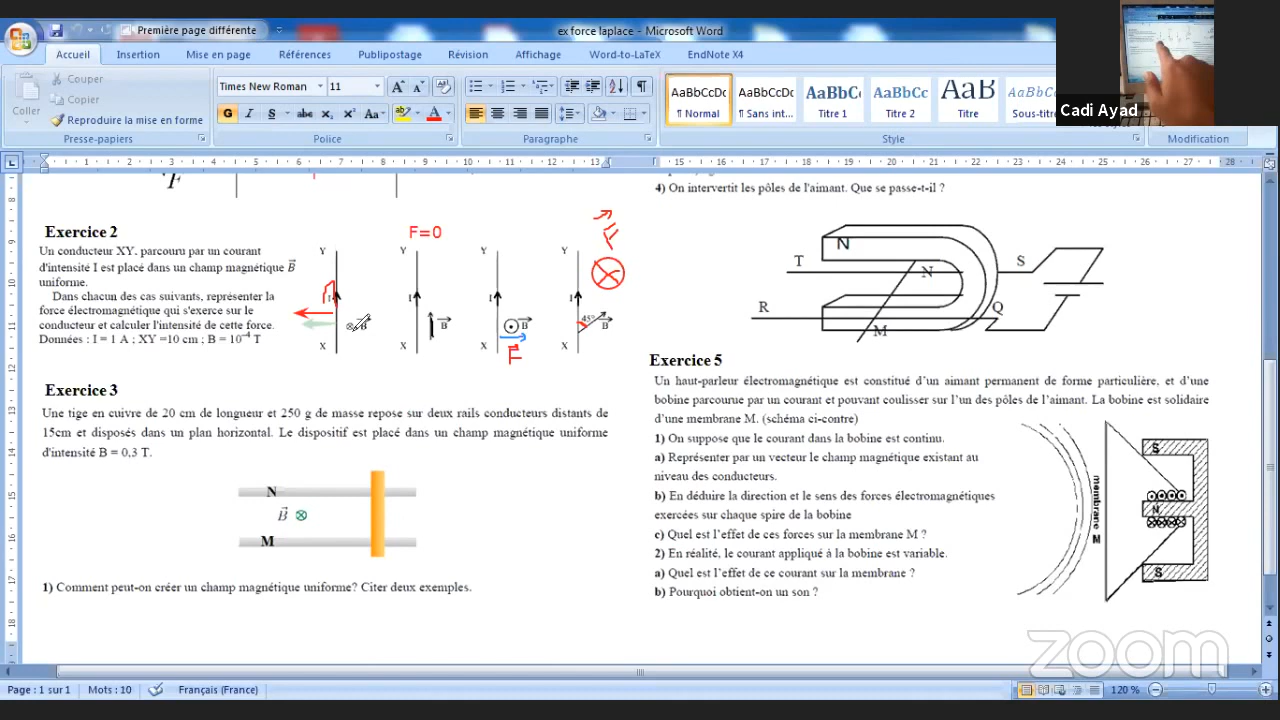 Première page différente
ex force laplace - Microsoft Word
Accueil
Insertion
Mise en page
Références
Publipostage
Révision
Affichage
Word-to-LaTeX
EndNote X4
Couper
Copier
Reproduire la mise en forme
Coller
Presse-papiers
Times New Roman
11
G I S abc x₂ x² Aa
Police
Paragraphe
AaBbCcDc
¶ Normal
AaBbCcDc
¶ Sans int...
AaBbC
Titre 1
AaBbCc
Titre 2
AaB
Titre
AaBbCc
Sous-titre
Style
Modification
Cadi Ayad
F
Exercice 2
Un conducteur XY, parcouru par un courant
d'intensité I est placé dans un champ magnétique B⃗
uniforme.
Dans chacun des cas suivants, représenter la
force électromagnétique qui s'exerce sur le
conducteur et calculer l'intensité de cette force.
Données : I = 1 A ; XY =10 cm ; B = 10⁻⁴ T
F=0
F
Y Y Y Y
I I I I
B⃗ B⃗ B⃗ 45° B⃗
X X X X
F
Exercice 3
Une tige en cuivre de 20 cm de longueur et 250 g de masse repose sur deux rails conducteurs distants de
15cm et disposés dans un plan horizontal. Le dispositif est placé dans un champ magnétique uniforme
d'intensité B = 0,3 T.
N
B⃗ ⊗
M
1) Comment peut-on créer un champ magnétique uniforme? Citer deux exemples.
4) On intervertit les pôles de l'aimant. Que se passe-t-il ?
N
T
N
S
R
Q
M
Exercice 5
Un haut-parleur électromagnétique est constitué d'un aimant permanent de forme particulière, et d'une
bobine parcourue par un courant et pouvant coulisser sur l'un des pôles de l'aimant. La bobine est solidaire
d'une membrane M. (schéma ci-contre)
1) On suppose que le courant dans la bobine est continu.
a) Représenter par un vecteur le champ magnétique existant au
niveau des conducteurs.
b) En déduire la direction et le sens des forces électromagnétiques
exercées sur chaque spire de la bobine
c) Quel est l'effet de ces forces sur la membrane M ?
2) En réalité, le courant appliqué à la bobine est variable.
a) Quel est l'effet de ce courant sur la membrane ?
b) Pourquoi obtient-on un son ?
membrane M
S
N
S
zoom
Page : 1 sur 1
Mots : 10
Français (France)
120 %